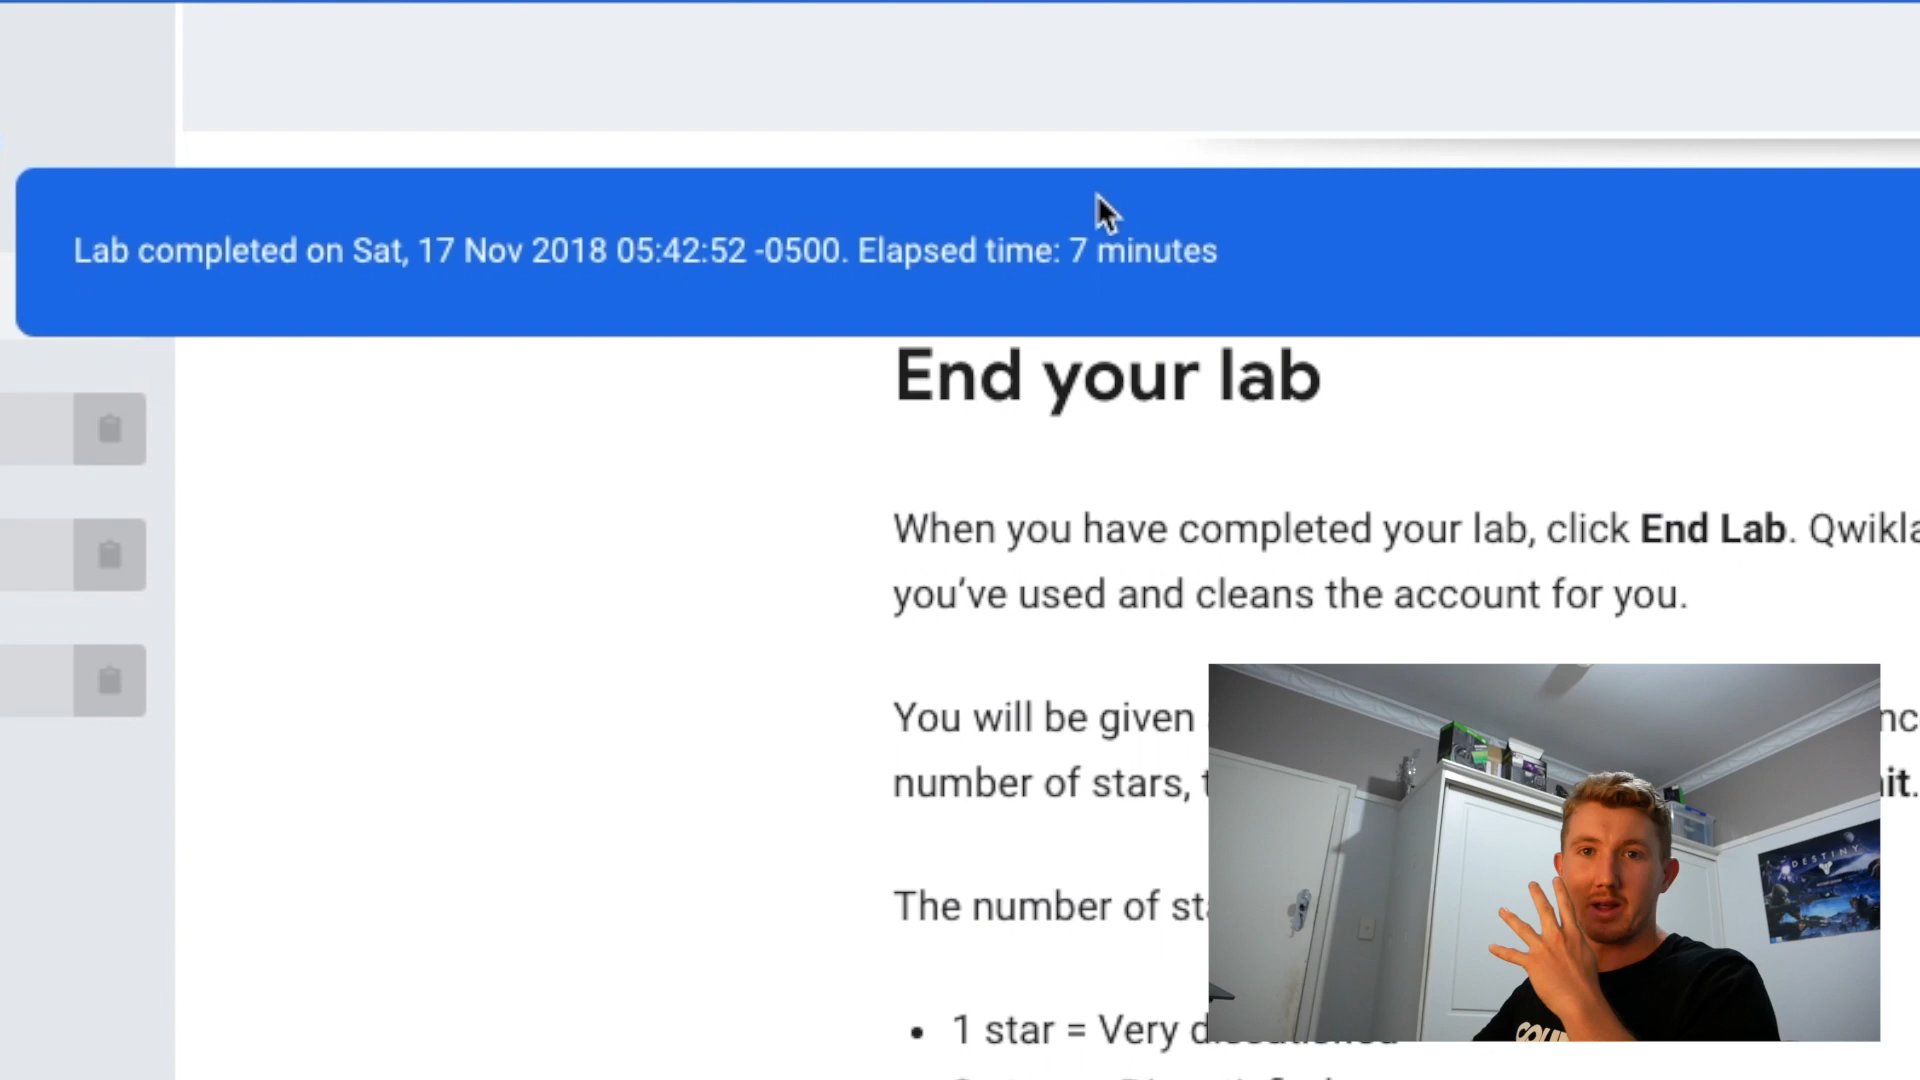 Lab completed on Sat, 17 Nov 2018 05:42:52 -0500. Elapsed time: 7 minutes
End your lab
When you have completed your lab, click End Lab.
you’ve used and cleans the account for you.
You will be given
number of stars,
The number of
• 1 star = Very
DESTINY